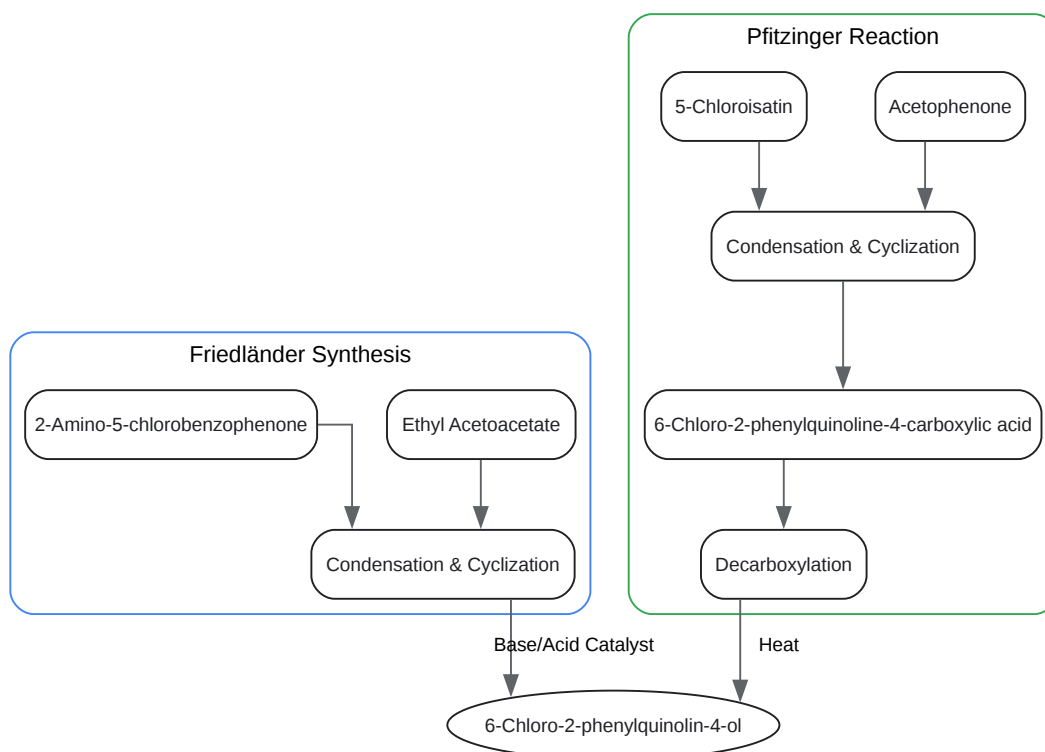 Pfitzinger Reaction
5-Chloroisatin
Acetophenone
Condensation & Cyclization
6-Chloro-2-phenylquinoline-4-carboxylic acid
Decarboxylation
Friedländer Synthesis
2-Amino-5-chlorobenzophenone
Ethyl Acetoacetate
Condensation & Cyclization
Base/Acid Catalyst
Heat
6-Chloro-2-phenylquinolin-4-ol